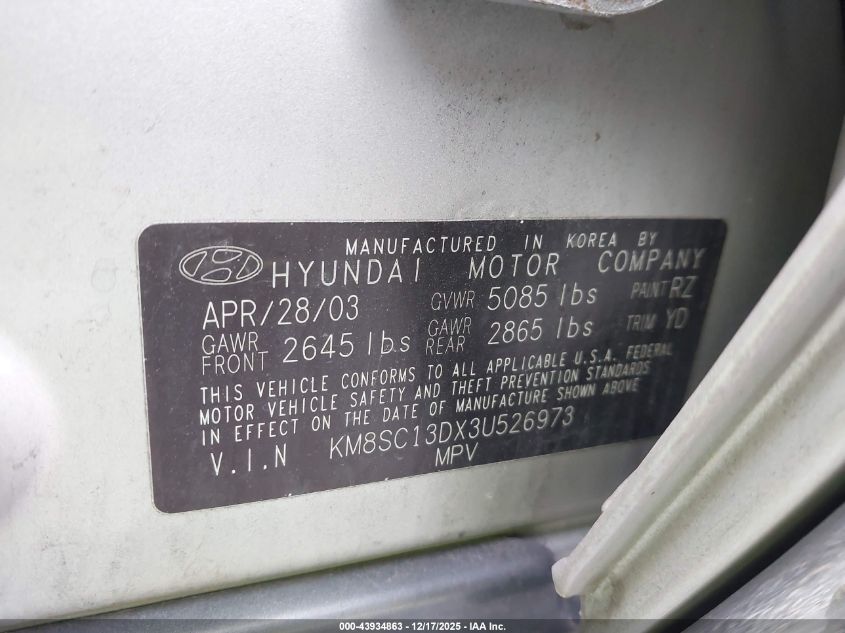 MANUFACTURED IN KOREA BY
HYUNDAI MOTOR COMPANY
APR/28/03 GVWR 5085 lbs PAINT RZ
GAWR FRONT 2645 lbs GAWR REAR 2865 lbs TRIM YD
THIS VEHICLE CONFORMS TO ALL APPLICABLE U.S.A. FEDERAL
MOTOR VEHICLE SAFETY AND THEFT PREVENTION STANDARDS
IN EFFECT ON THE DATE OF MANUFACTURE SHOWN ABOVE
V.I.N KM8SC13DX3U526973
MPV
000-43934863 - 12/17/2025 - IAA Inc.